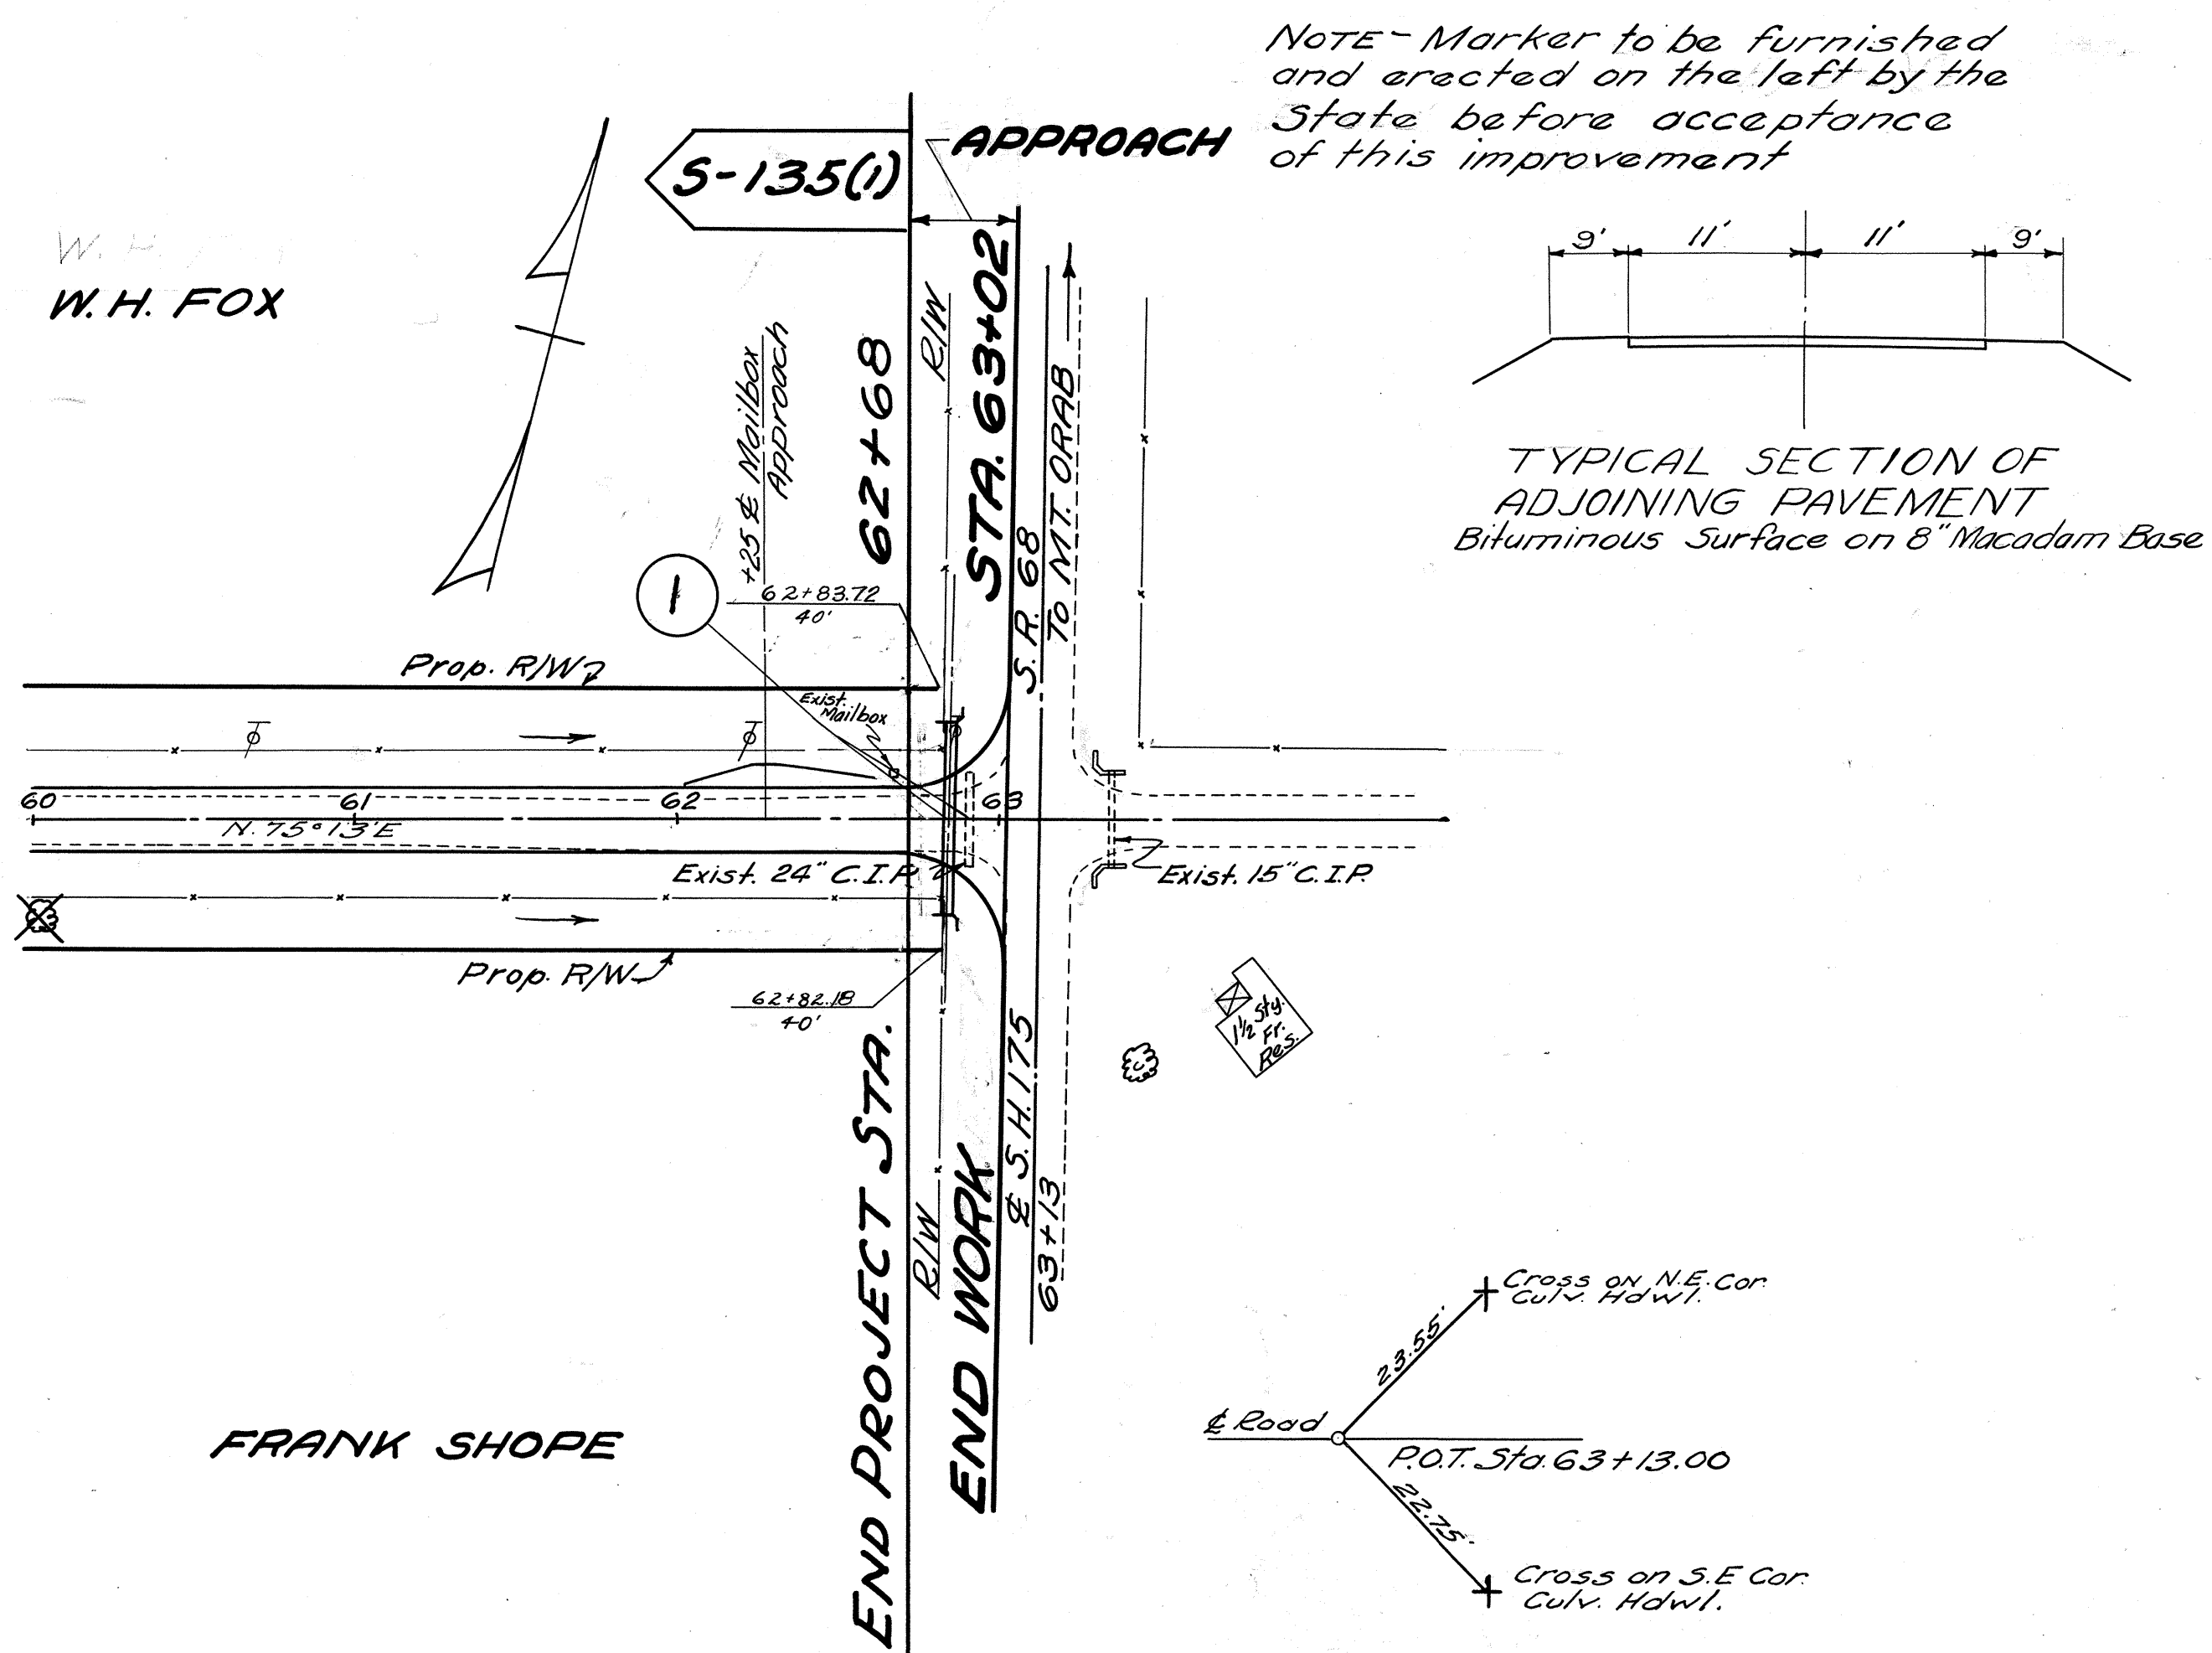 NOTE - Marker to be furnished
and erected on the left by the
State before acceptance
of this improvement
S-135(1)
APPROACH
W. H.
W.H. FOX
9'
11'
11'
9'
TYPICAL SECTION OF
ADJOINING PAVEMENT
Bituminous Surface on 8" Macadam Base
+25 ℄ Mailbox
Approach
62+68
R/W
STA. 63+02
S. R. 68
TO MT. ORAB
1
62+83.72
40'
Prop. R/W
Exist.
Mailbox
60
61
62
63
N. 75° 13' E
Exist. 24" C.I.P.
Exist. 15" C.I.P.
Prop. R/W
62+82.18
40'
1½ Sty.
Fr.
Res.
END PROJECT STA.
R/W
END WORK
℄ S.H. 175
63+13
FRANK SHOPE
Cross on N.E. Cor.
Culv. Hdwl.
23.55'
℄ Road
P.O.T. Sta. 63+13.00
22.75'
Cross on S.E Cor.
Culv. Hdwl.